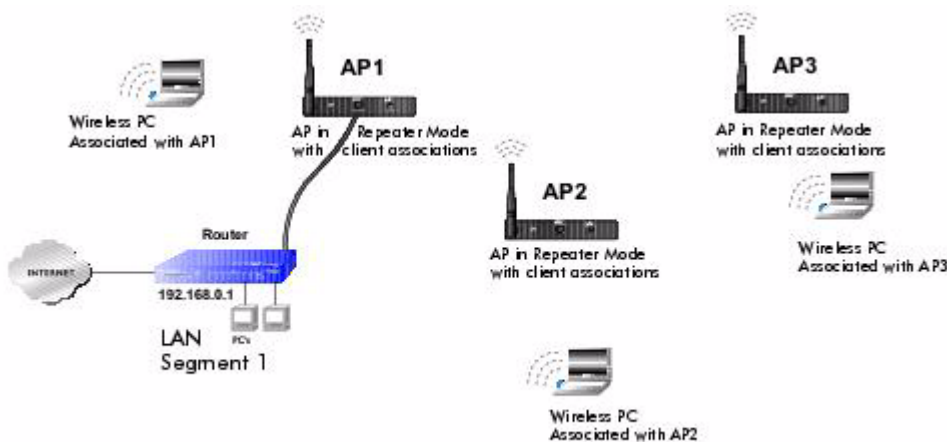 AP1
AP3
Wireless PC
Associated with AP1
AP in Repeater Mode
with client associations
AP in Repeater Mode
with client associations
AP2
Wireless PC
Associated with AP3
Router
AP in Repeater Mode
with client associations
INTERNET
192.168.0.1
LAN
Segment 1
PC's
Wireless PC
Associated with AP2